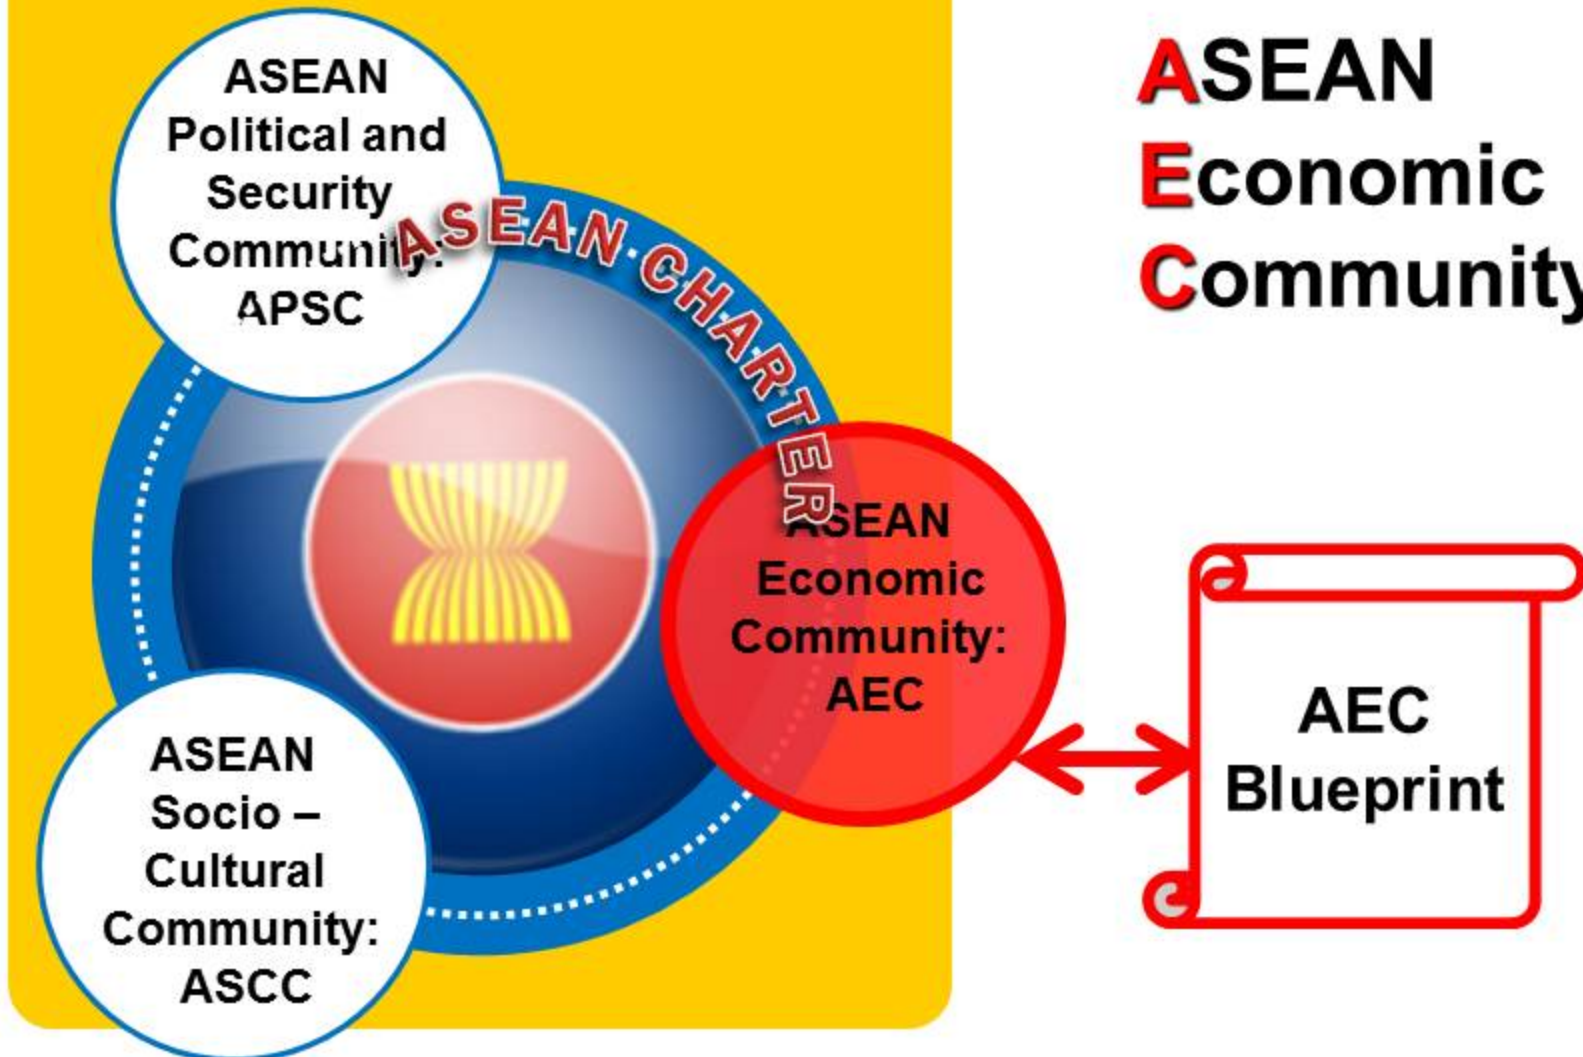 ASEAN
Political and
Security
Community:
APSC
ASEAN CHARTER
ASEAN
Economic
Community:
AEC
ASEAN
Socio –
Cultural
Community:
ASCC
ASEAN
Economic
Community
AEC
Blueprint